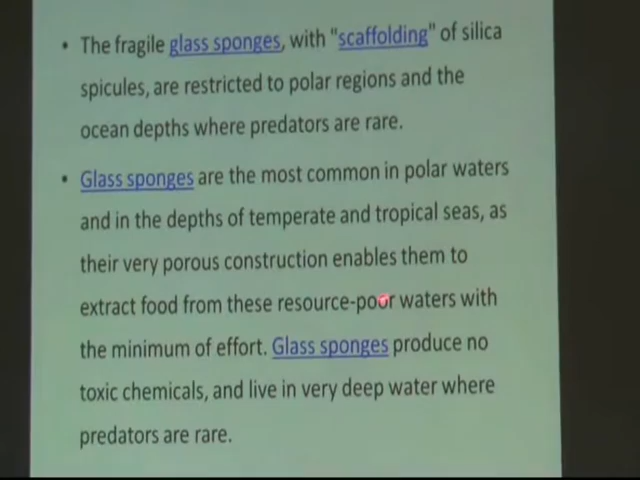 • The fragile glass sponges, with "scaffolding" of silica
spicules, are restricted to polar regions and the
ocean depths where predators are rare.
• Glass sponges are the most common in polar waters
and in the depths of temperate and tropical seas, as
their very porous construction enables them to
extract food from these resource-poor waters with
the minimum of effort. Glass sponges produce no
toxic chemicals, and live in very deep water where
predators are rare.